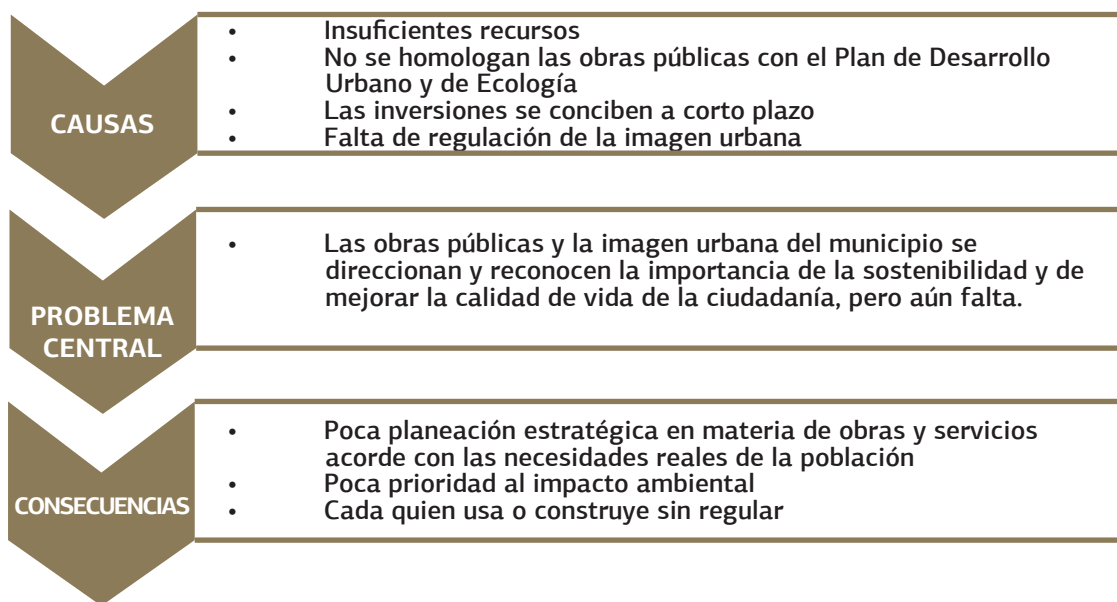 CAUSAS
• Insuficientes recursos
• No se homologan las obras públicas con el Plan de Desarrollo
Urbano y de Ecología
• Las inversiones se conciben a corto plazo
• Falta de regulación de la imagen urbana
PROBLEMA
CENTRAL
• Las obras públicas y la imagen urbana del municipio se
direccionan y reconocen la importancia de la sostenibilidad y de
mejorar la calidad de vida de la ciudadanía, pero aún falta.
CONSECUENCIAS
• Poca planeación estratégica en materia de obras y servicios
acorde con las necesidades reales de la población
• Poca prioridad al impacto ambiental
• Cada quien usa o construye sin regular